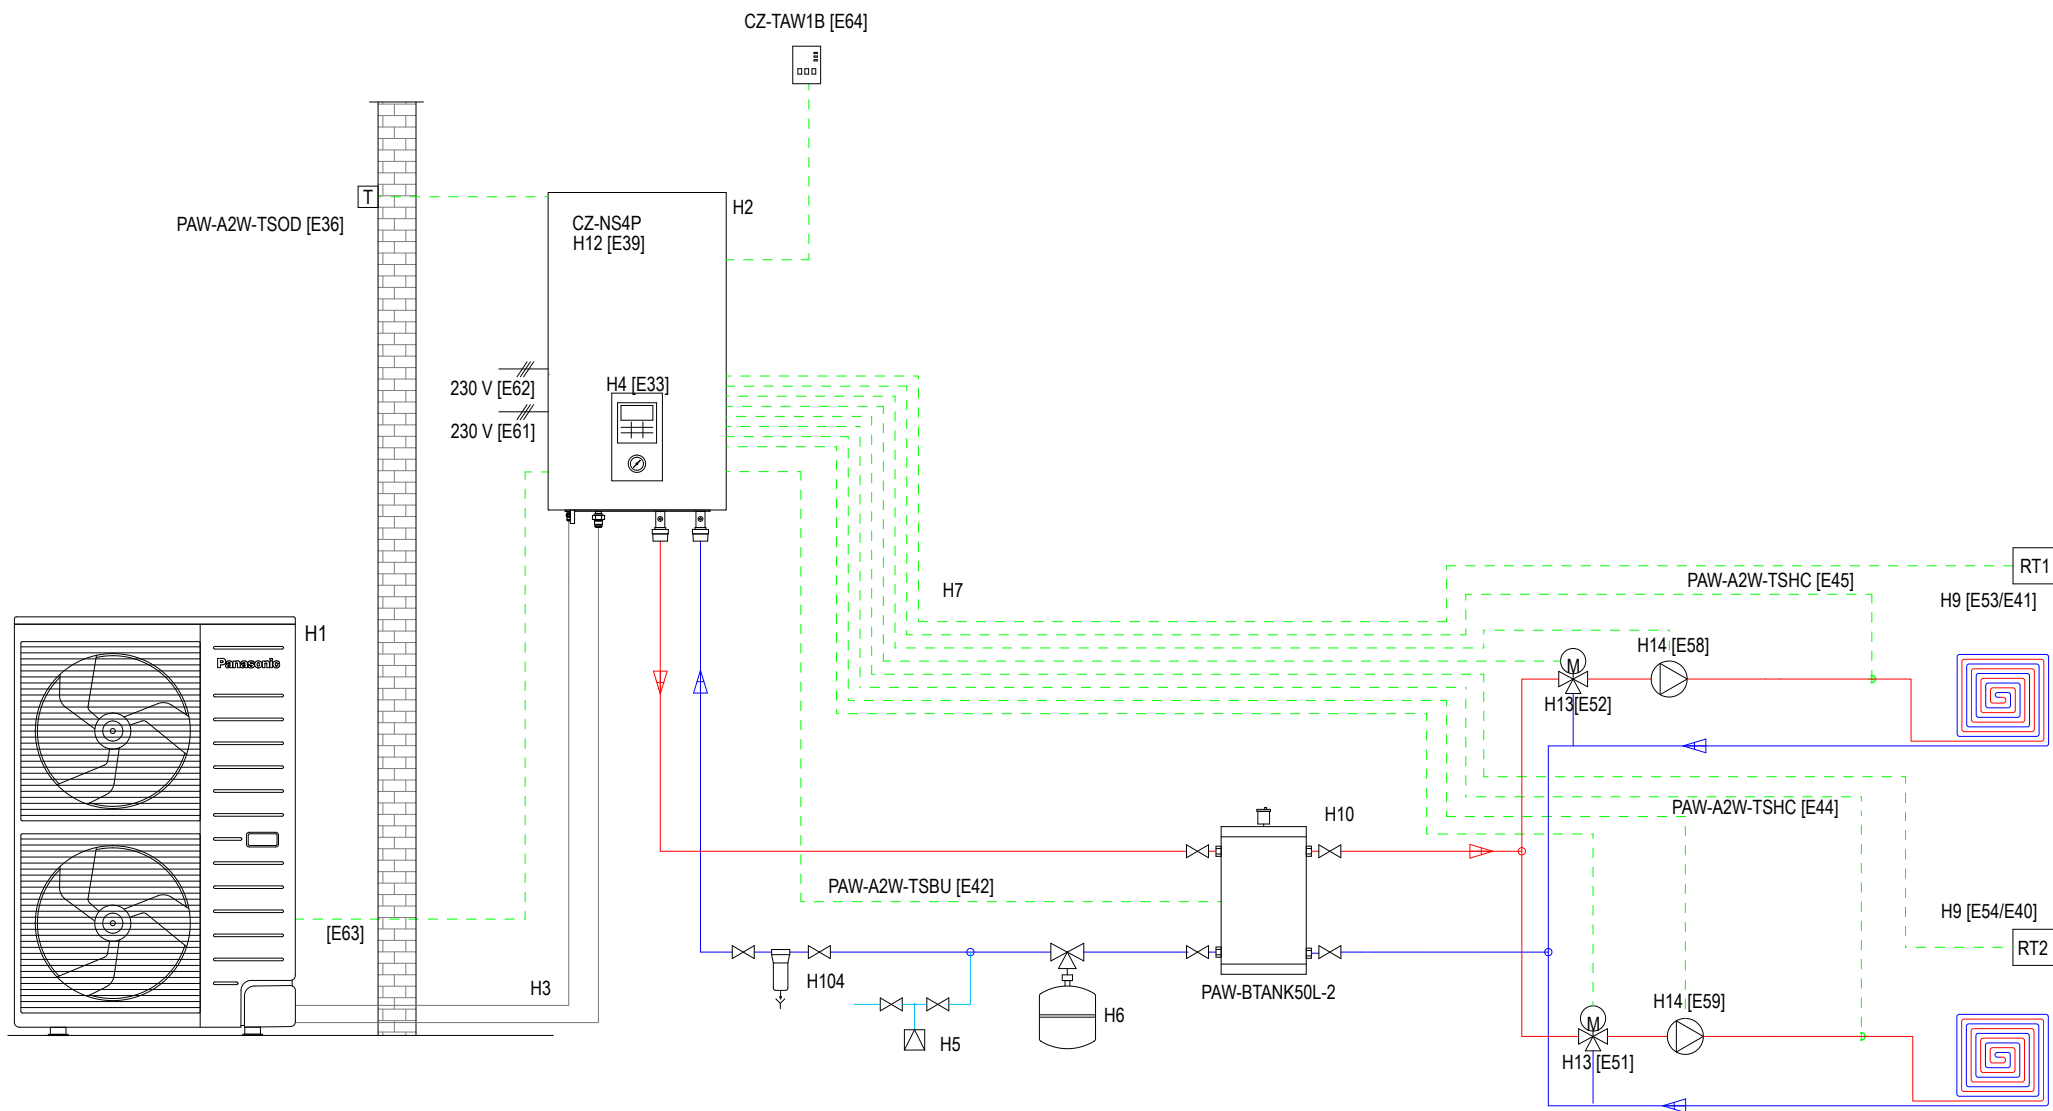 CZ-TAW1B [E64]
T
PAW-A2W-TSOD [E36]
CZ-NS4P
H12 [E39]
H2
230 V [E62]
H4 [E33]
230 V [E61]
H7
RT1
PAW-A2W-TSHC [E45]
H9 [E53/E41]
H1
Panasonic
H14 [E58]
M
H13[E52]
PAW-A2W-TSHC [E44]
H10
PAW-A2W-TSBU [E42]
H9 [E54/E40]
RT2
[E63]
H3
H104
PAW-BTANK50L-2
H14 [E59]
H6
M
H5
H13 [E51]